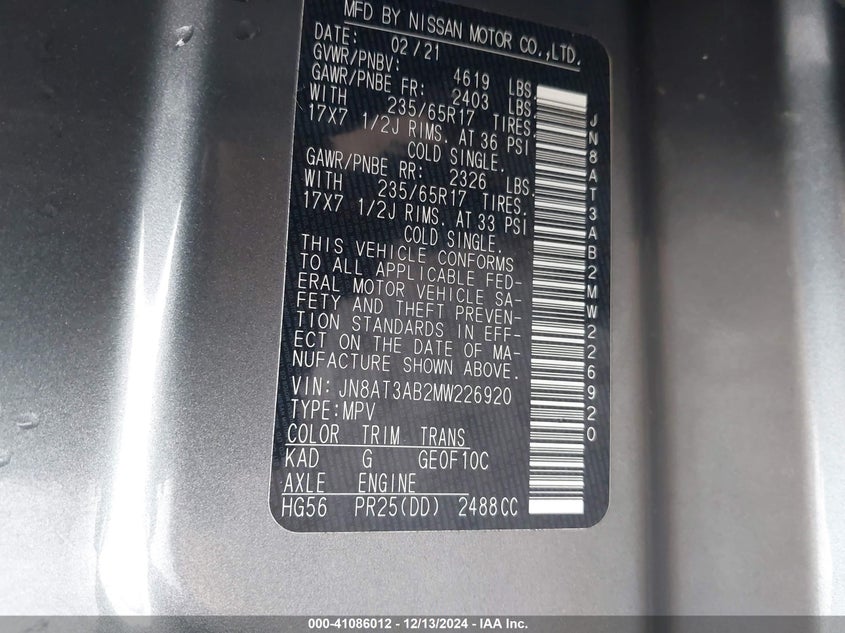 MFD BY NISSAN MOTOR CO.,LTD.
DATE: 02/21
GVWR/PNBV: 4619 LBS
GAWR/PNBE FR: 2403 LBS.
WITH 235/65R17 TIRES.
17X7 1/2J RIMS. AT 36 PSI
COLD SINGLE.
GAWR/PNBE RR: 2326 LBS.
WITH 235/65R17 TIRES.
17X7 1/2J RIMS. AT 33 PSI
COLD SINGLE.
THIS VEHICLE CONFORMS
TO ALL APPLICABLE FED-
ERAL MOTOR VEHICLE SA-
FETY AND THEFT PREVEN-
TION STANDARDS IN EFF-
ECT ON THE DATE OF MA-
NUFACTURE SHOWN ABOVE.
VIN: JN8AT3AB2MW226920
TYPE:MPV
COLOR TRIM TRANS
KAD G GE0F10C
AXLE ENGINE
HG56 PR25(DD) 2488CC
JN8AT3AB2MW226920
000-41086012 - 12/13/2024 - IAA Inc.